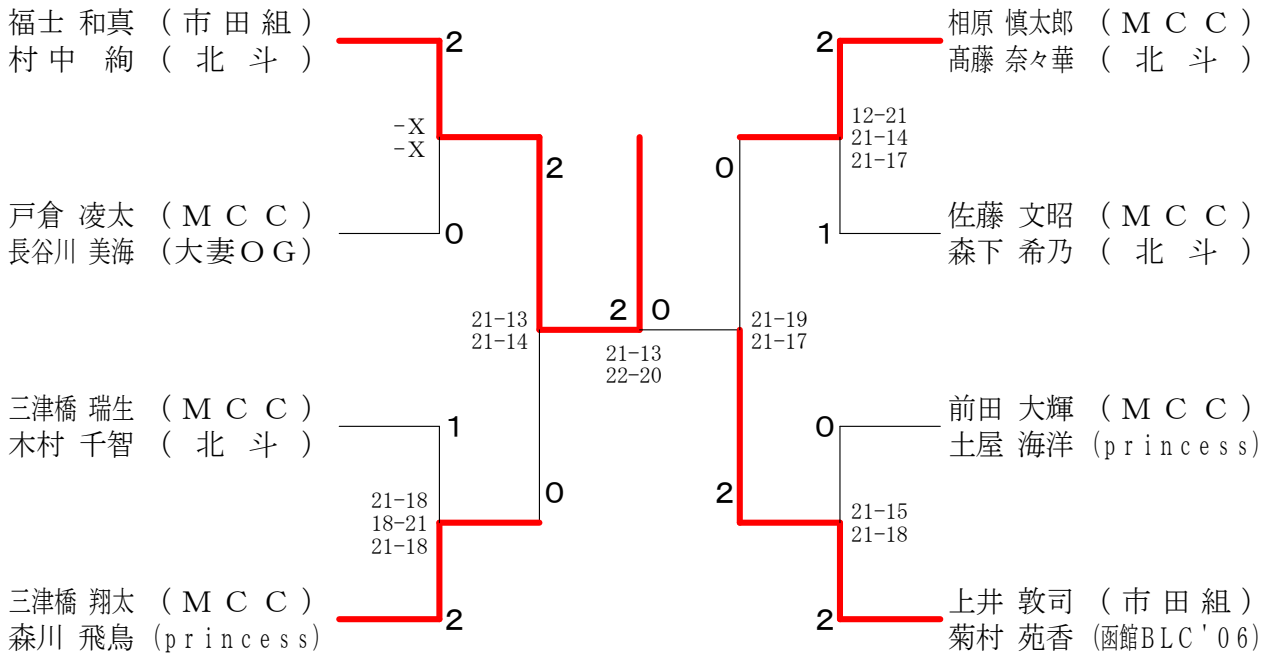 福士 和真 (市田組)
村中 絢 (北斗)
2
-X
-X
戸倉 凌太 (MCC)
長谷川 美海 (大妻OG)
0
2
21-13
21-14
三津橋 瑞生 (MCC)
木村 千智 (北斗)
1
21-18
18-21
21-18
0
三津橋 翔太 (MCC)
森川 飛鳥 (princess)
2
2 0
21-13
22-20
相原 慎太郎 (MCC)
髙藤 奈々華 (北斗)
2
12-21
21-14
21-17
0
佐藤 文昭 (MCC)
森下 希乃 (北斗)
1
21-19
21-17
前田 大輝 (MCC)
土屋 海洋 (princess)
0
2
21-15
21-18
上井 敦司 (市田組)
菊村 苑香 (函館BLC'06)
2